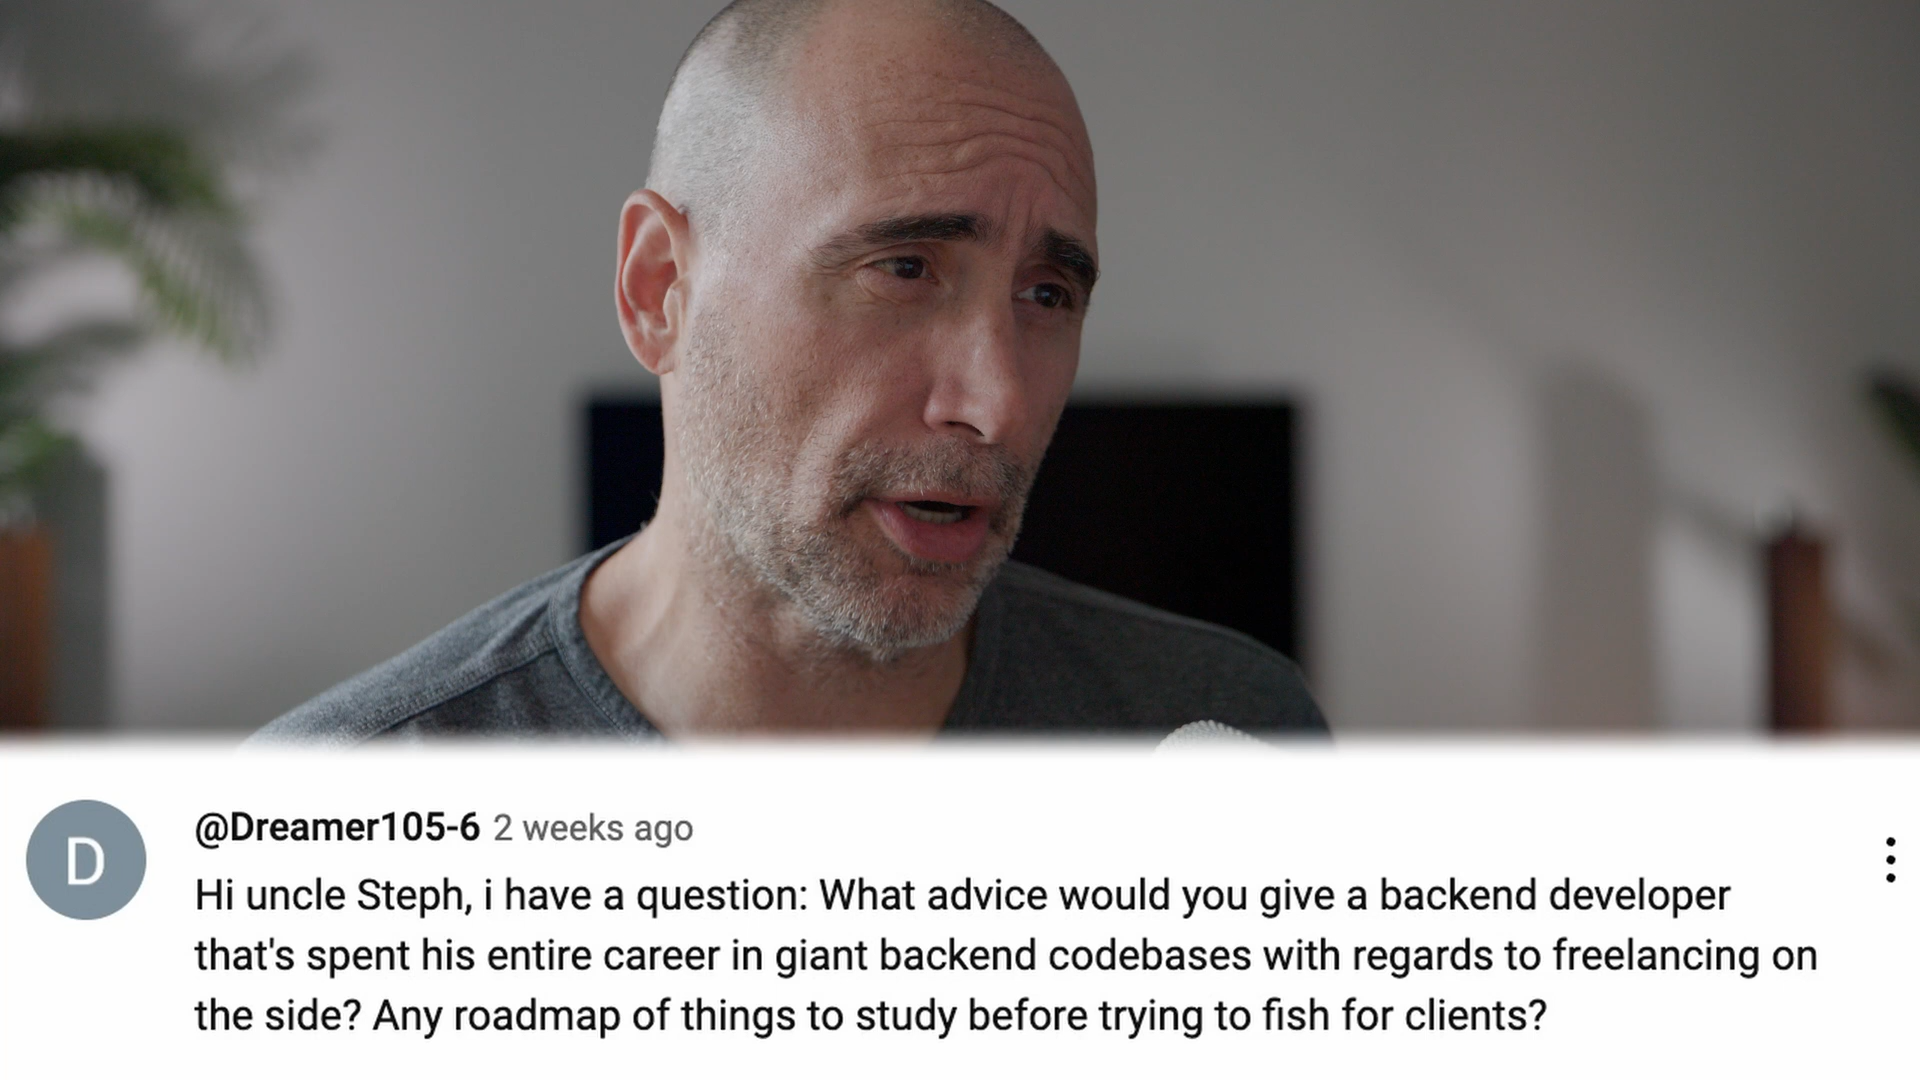 D
@Dreamer105-6 2 weeks ago
Hi uncle Steph, i have a question: What advice would you give a backend developer
that's spent his entire career in giant backend codebases with regards to freelancing on
the side? Any roadmap of things to study before trying to fish for clients?